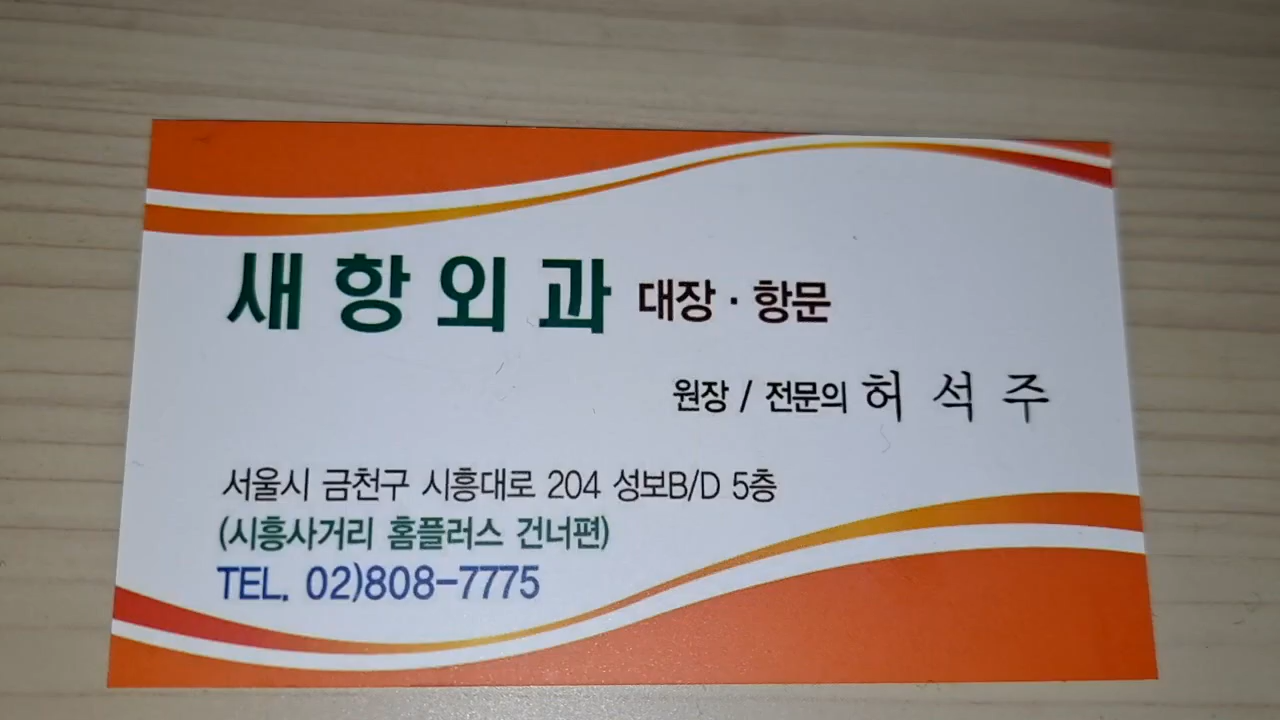 새항외과 대장·항문
원장 / 전문의 허 석 주
서울시 금천구 시흥대로 204 성보B/D 5층
(시흥사거리 홈플러스 건너편)
TEL. 02)808-7775